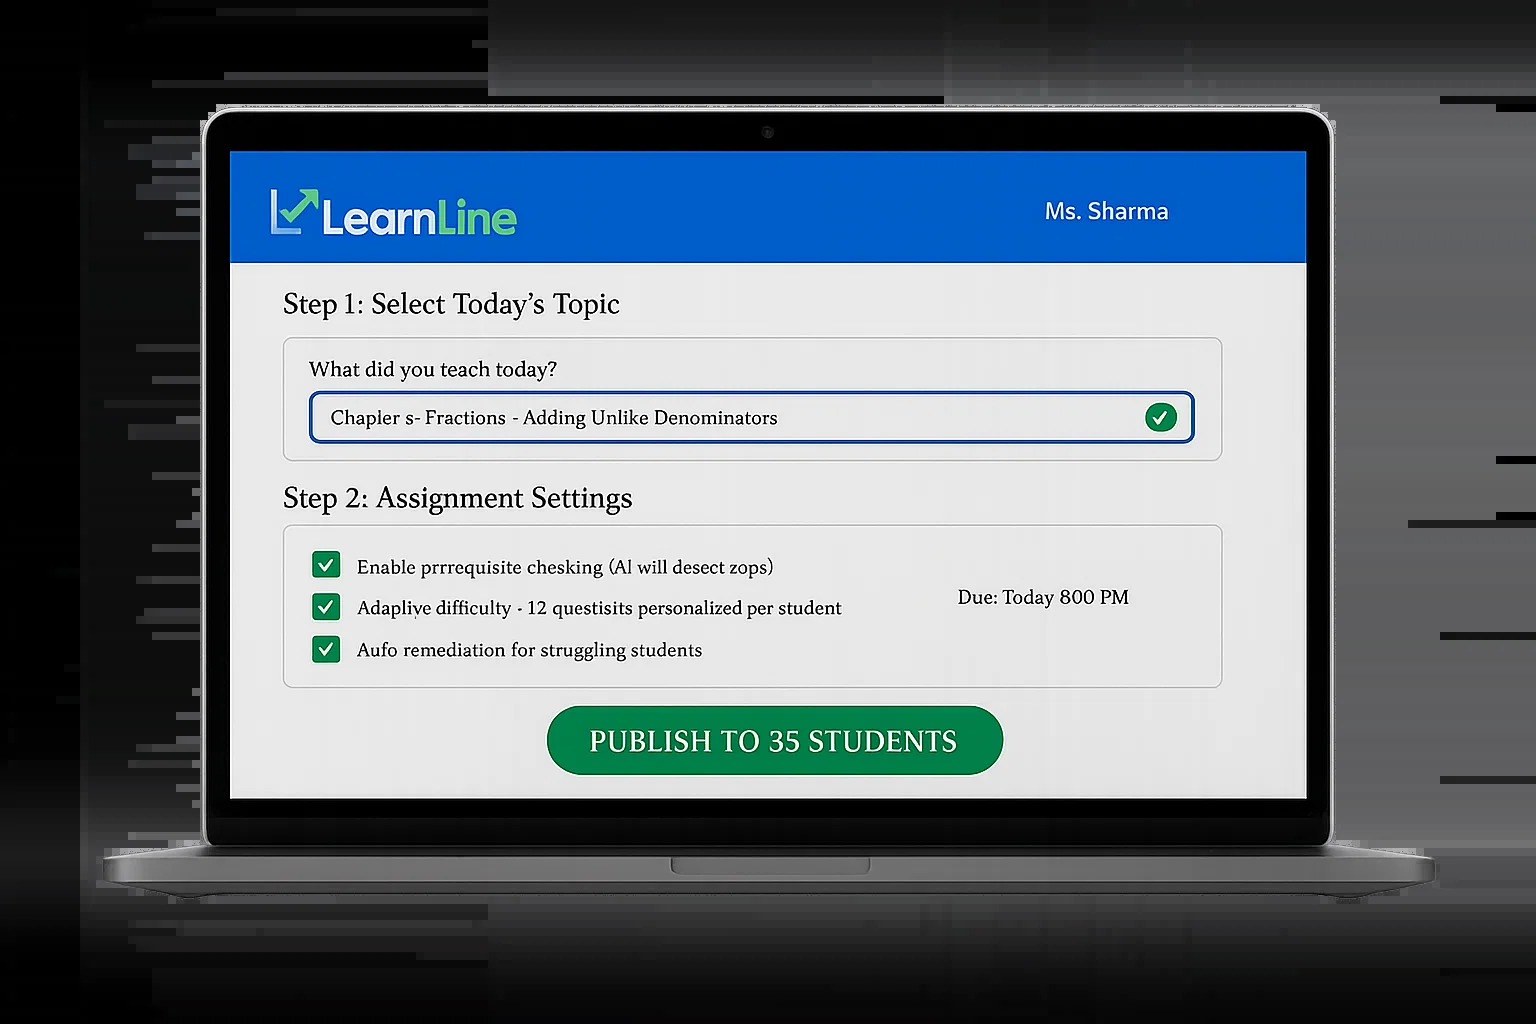 LearnLine
Ms. Sharma
Step 1: Select Today's Topic
What did you teach today?
Chapier s- Fractions - Adding Unlike Denominators
Step 2: Assignment Settings
Enable prrrequisite chesking (Al will desect zops)
Adaplive difficulty - 12 questisits personalized per student
Due: Today 800 PM
Aufo remediation for struggling students
PUBLISH TO 35 STUDENTS